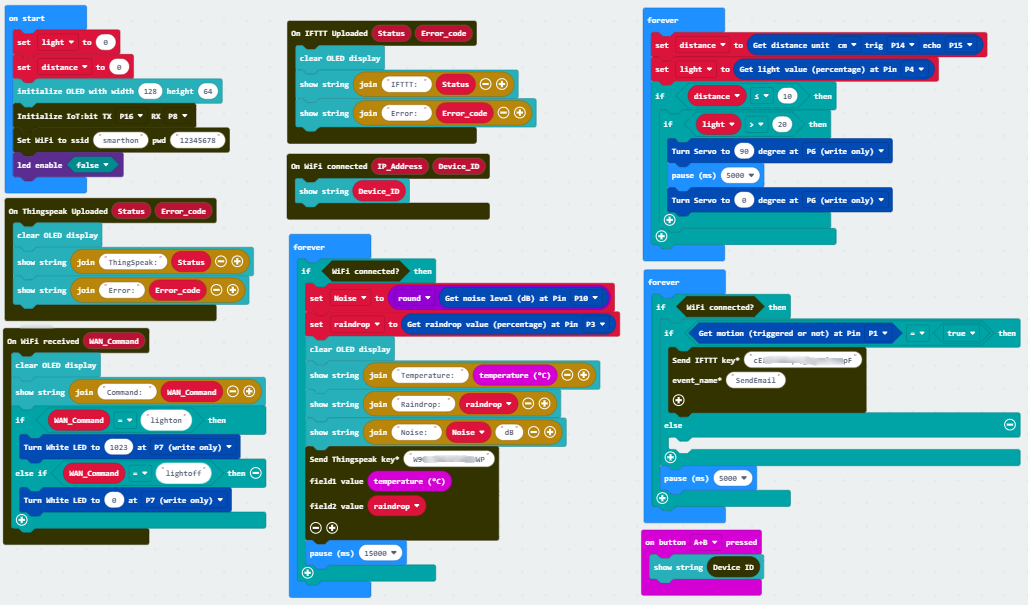 on start
set light to 0
set distance to 0
initialize OLED with width 128 height 64
Initialize IoT:bit TX P16 RX P8
Set WiFi to ssid smarthon pwd 12345678
led enable false
On Thingspeak Uploaded Status Error_code
clear OLED display
show string join "ThingSpeak: " Status
show string join "Error: " Error_code
On WiFi received WAN_Command
clear OLED display
show string join "Command: " WAN_Command
if WAN_Command = "lighton" then
Turn White LED to 1023 at P7 (write only)
else if WAN_Command = "lightoff" then
Turn White LED to 0 at P7 (write only)
On IFTTT Uploaded Status Error_code
clear OLED display
show string join "IFTTT: " Status
show string join "Error: " Error_code
On WiFi connected IP_Address Device_ID
show string Device_ID
forever
if WiFi connected? then
set Noise to round Get noise level (dB) at Pin P10
set raindrop to Get raindrop value (percentage) at Pin P3
clear OLED display
show string join "Temperature: " temperature (°C)
show string join "Raindrop: " raindrop
show string join "Noise: " Noise "dB"
Send Thingspeak key*
field1 value temperature (°C)
field2 value raindrop
pause (ms) 15000
forever
set distance to Get distance unit cm trig P14 echo P15
set light to Get light value (percentage) at Pin P4
if distance ≤ 10 then
if light > 20 then
Turn Servo to 90 degree at P6 (write only)
pause (ms) 5000
Turn Servo to 0 degree at P6 (write only)
forever
if WiFi connected? then
if Get motion (triggered or not) at Pin P1 = true then
Send IFTTT key*
event_name* "SendEmail"
else
pause (ms) 5000
on button A+B pressed
show string Device ID